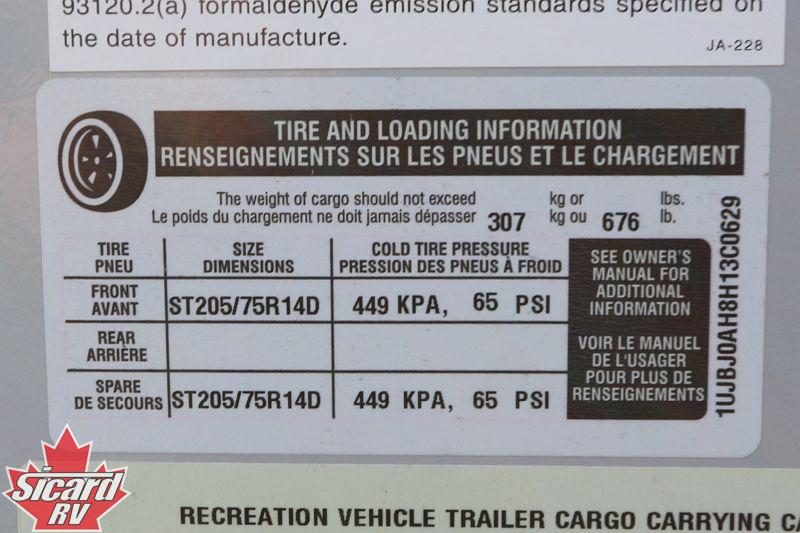 93120.2(a) formaldehyde emission standards specified on
the date of manufacture.
JA-228
TIRE AND LOADING INFORMATION
RENSEIGNEMENTS SUR LES PNEUS ET LE CHARGEMENT
The weight of cargo should not exceed kg or lbs.
Le poids du chargement ne doit jamais dépasser 307 kg ou 676 lb.
TIRE SIZE COLD TIRE PRESSURE
PNEU DIMENSIONS PRESSION DES PNEUS À FROID
FRONT
AVANT ST205/75R14D 449 KPA, 65 PSI
REAR
ARRIÈRE
SPARE
DE SECOURS ST205/75R14D 449 KPA, 65 PSI
SEE OWNER'S
MANUAL FOR
ADDITIONAL
INFORMATION
VOIR LE MANUEL
DE L'USAGER
POUR PLUS DE
RENSEIGNEMENTS
1UJBJ0AH8H13C0629
Sicard
RV
RECREATION VEHICLE TRAILER CARGO CARRYING